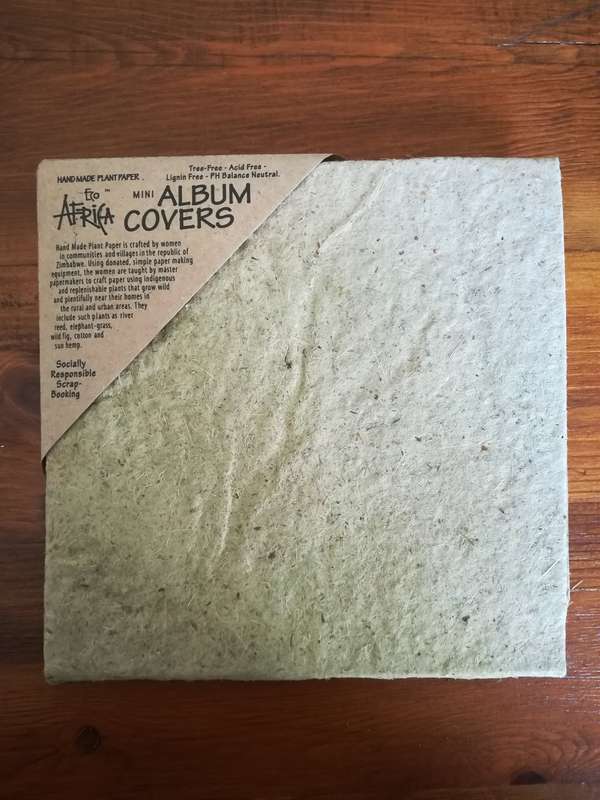 HAND MADE PLANT PAPER.
Tree-Free - Acid Free -
Lignin Free - PH Balance Neutral.
Eco ™
AFRICA
MINI ALBUM
COVERS
Hand Made Plant Paper is crafted by women
in communities and villages in the republic of
Zimbabwe. Using donated, simple paper making
equipment, the women are taught by master
papermakers to craft paper using indigenous
and replenishable plants that grow wild
and plentifully near their homes in
the rural and urban areas. They
include such plants as river
reed, elephant-grass,
wild fig, cotton and
sun hemp.
Socially
Responsible
Scrap-
Booking